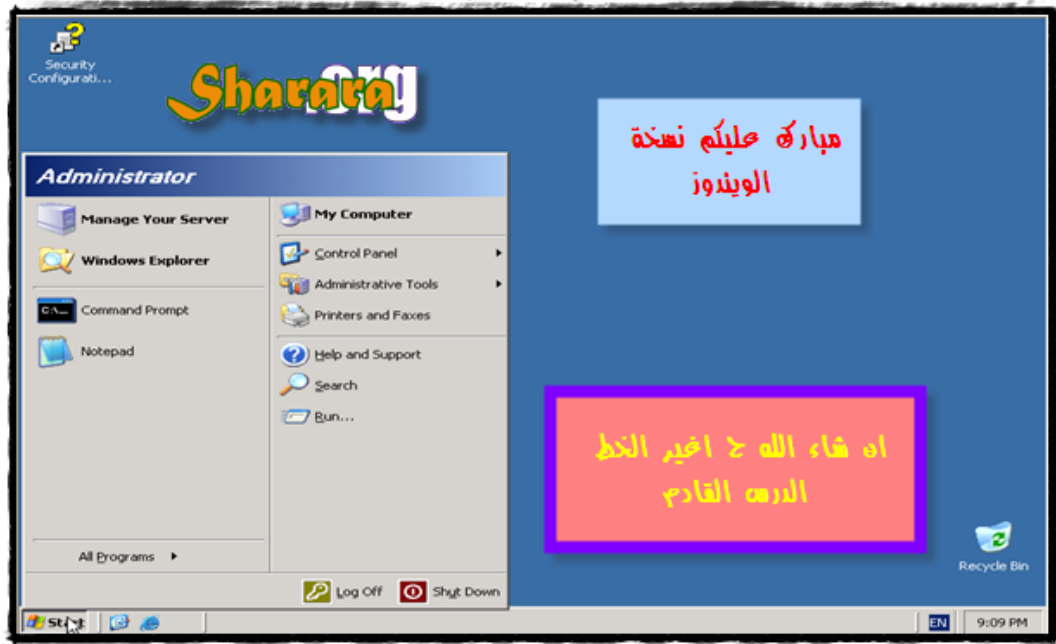 Security
Configurati...
Sharara.org
مبارك عليكم نسخة
الويندوز
Administrator
Manage Your Server
Windows Explorer
Command Prompt
Notepad
All Programs
My Computer
Control Panel
Administrative Tools
Printers and Faxes
Help and Support
Search
Run...
ان شاء الله ح اغير الخط
الدرس القادم
Recycle Bin
Log Off
Shut Down
Start
EN
9:09 PM